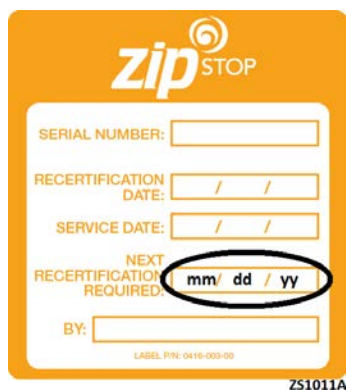 zip STOP
SERIAL NUMBER:
RECERTIFICATION
DATE: / /
SERVICE DATE: / /
NEXT
RECERTIFICATION
REQUIRED: mm/ dd / yy
BY:
LABEL P/N: 0416-003-00
ZS1011A